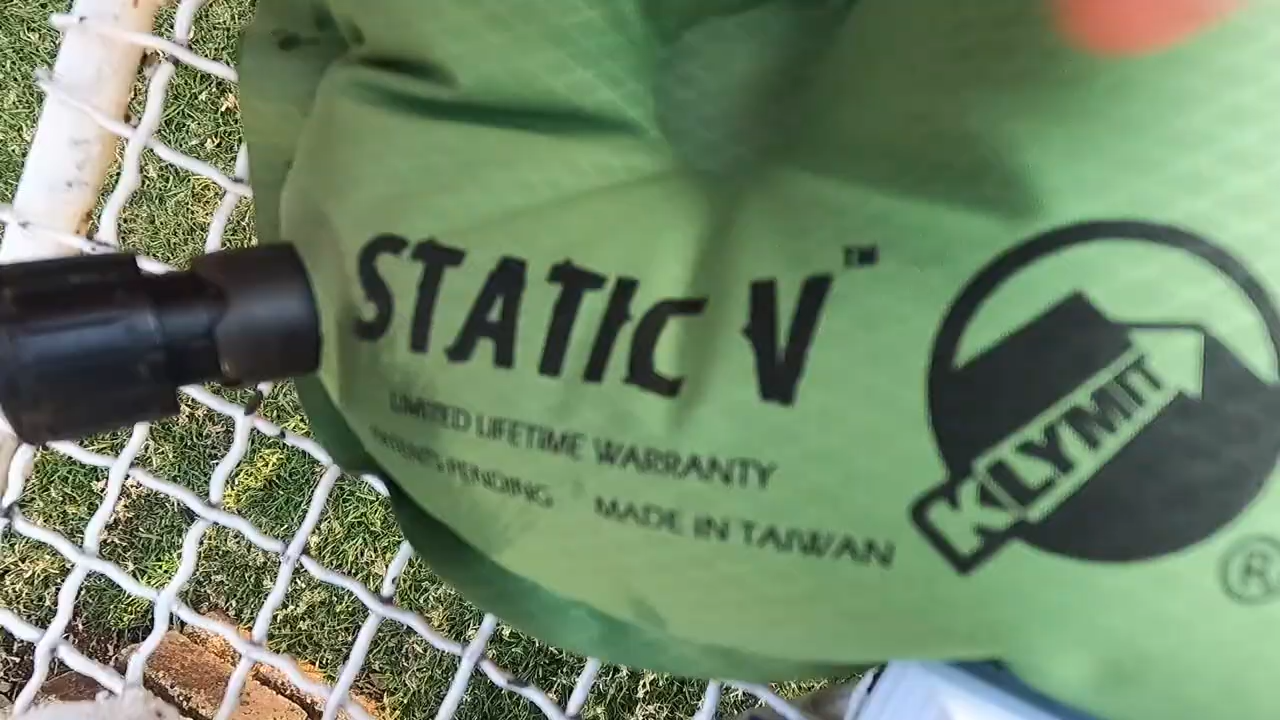 STATIC V™
LIMITED LIFETIME WARRANTY
PATENTS PENDING MADE IN TAIWAN
KLYMIT
®